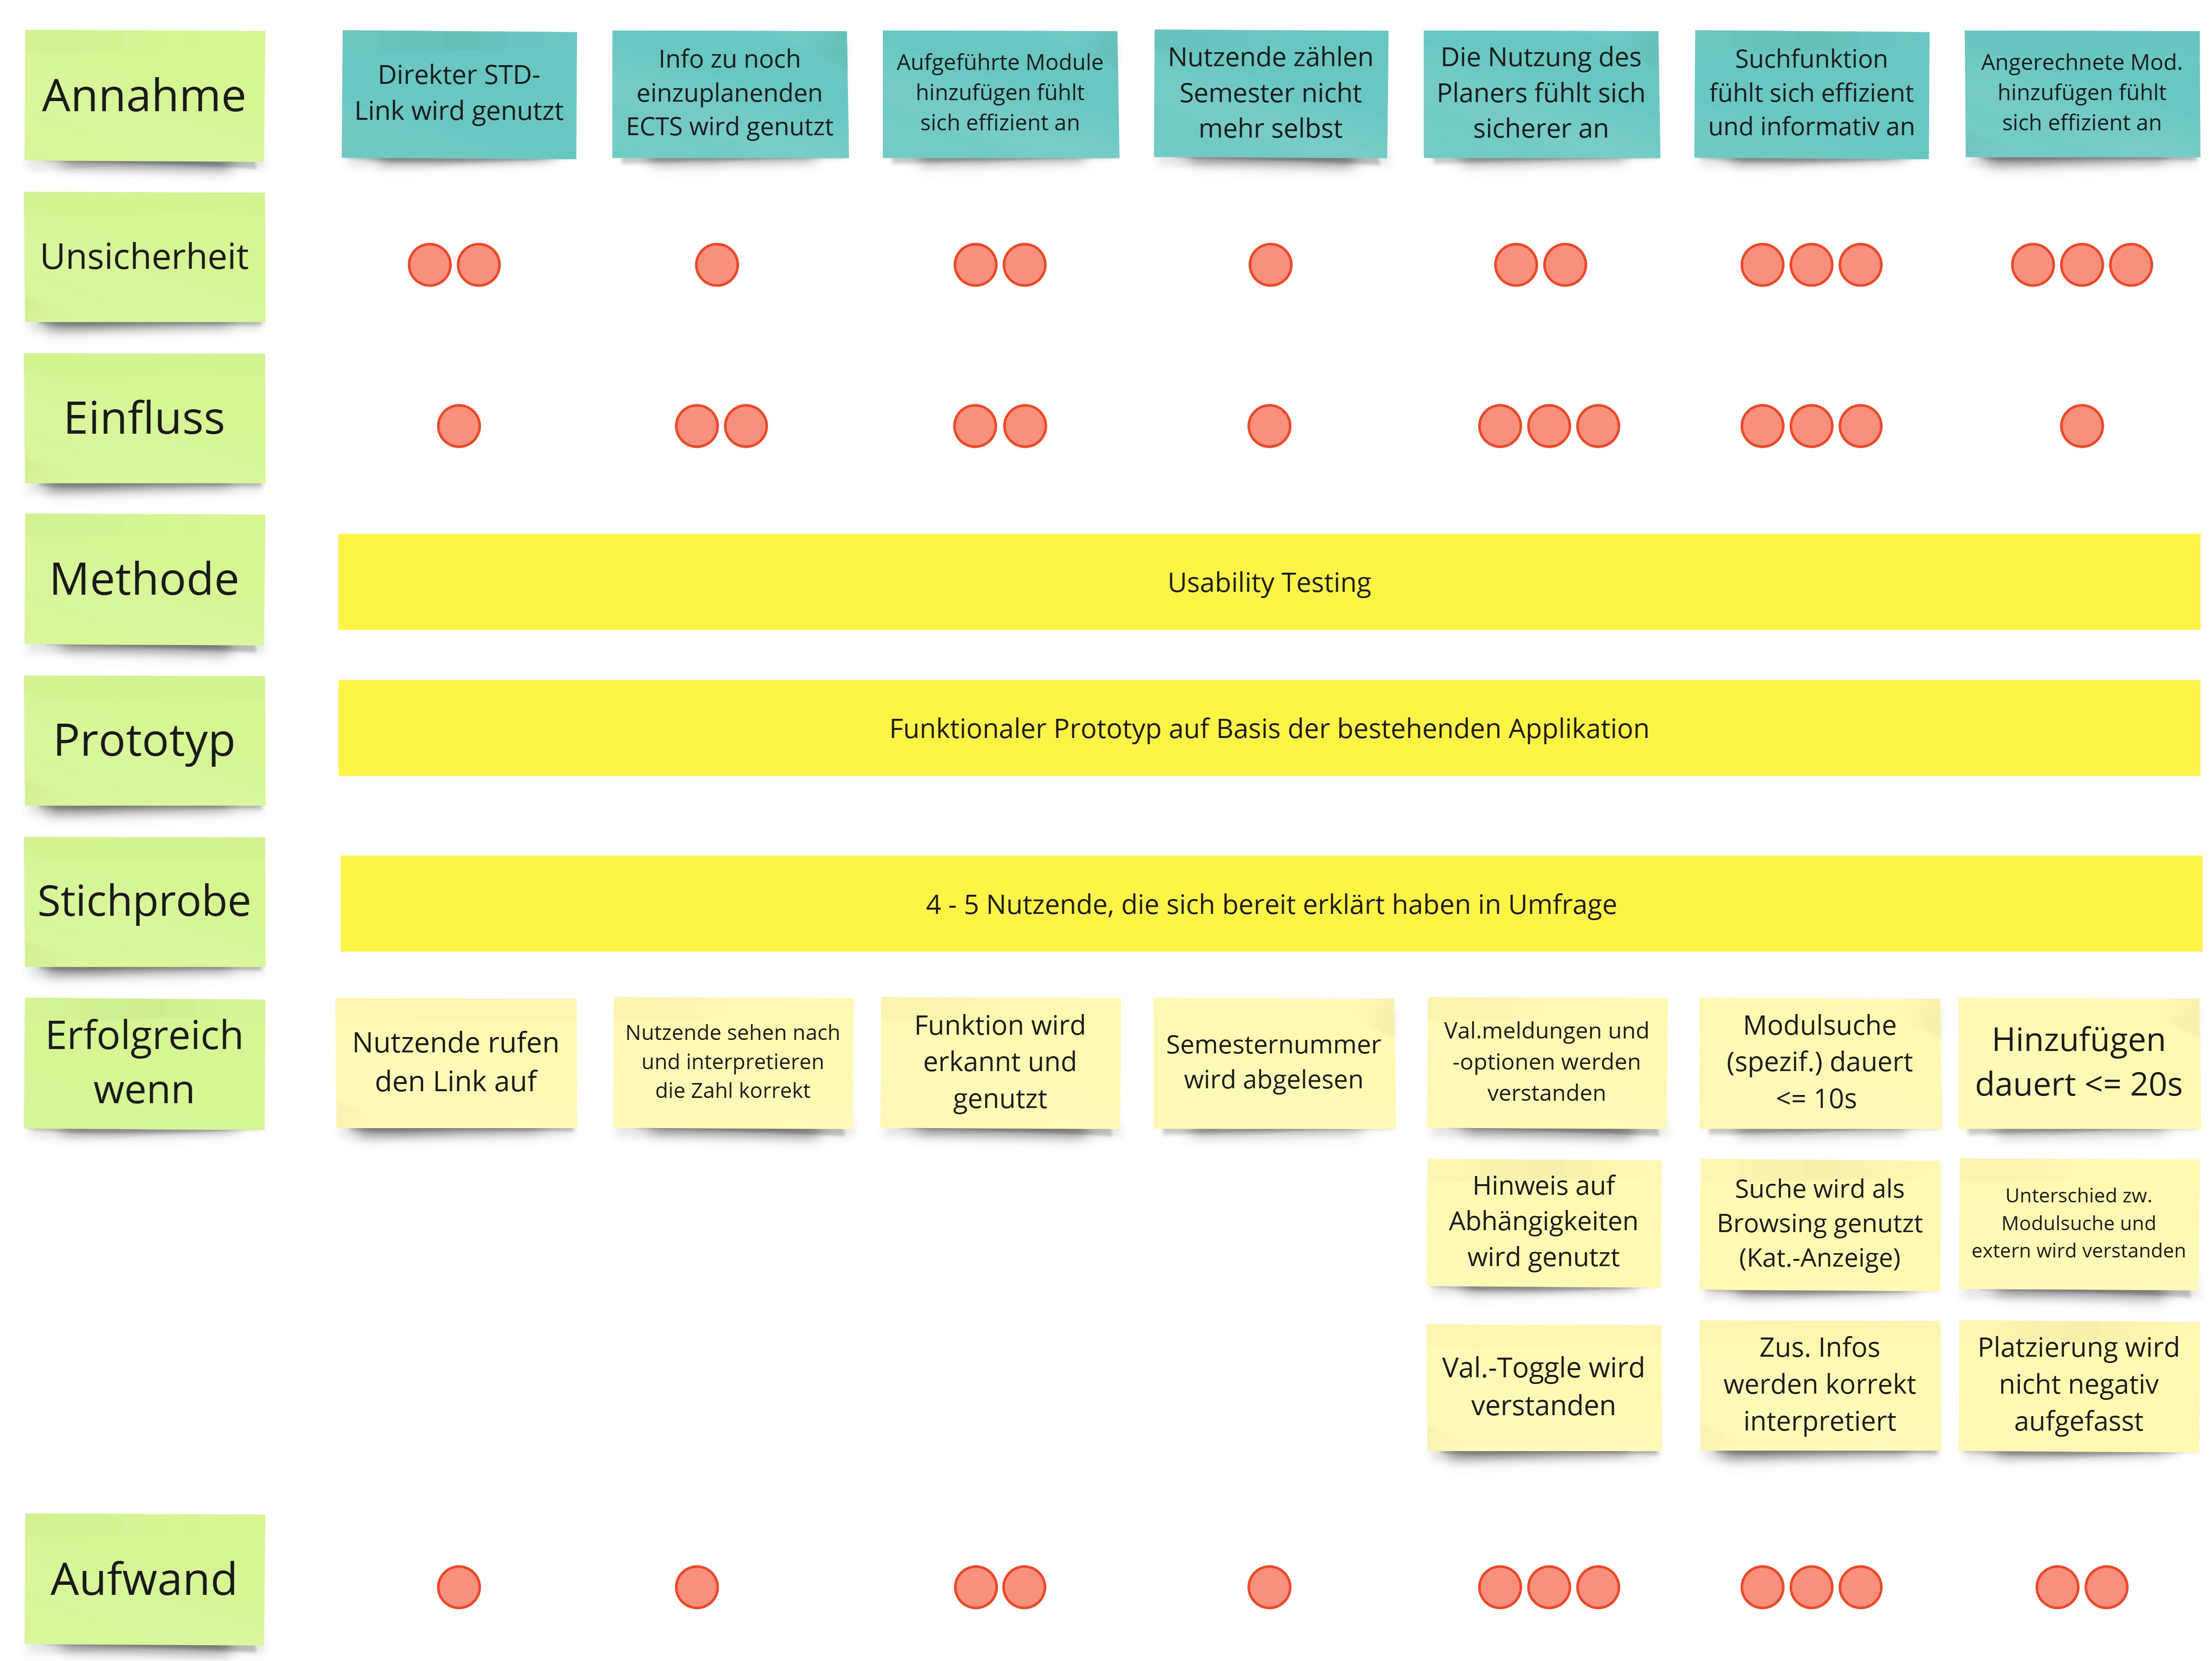 Annahme
Direkter STD-
Link wird genutzt
Info zu noch
einzuplanenden
ECTS wird genutzt
Aufgeführte Module
hinzufügen fühlt
sich effizient an
Nutzende zählen
Semester nicht
mehr selbst
Die Nutzung des
Planers fühlt sich
sicherer an
Suchfunktion
fühlt sich effizient
und informativ an
Angerechnete Mod.
hinzufügen fühlt
sich effizient an
Unsicherheit
Einfluss
Methode
Usability Testing
Prototyp
Funktionaler Prototyp auf Basis der bestehenden Applikation
Stichprobe
4 - 5 Nutzende, die sich bereit erklärt haben in Umfrage
Erfolgreich
wenn
Nutzende rufen
den Link auf
Nutzende sehen nach
und interpretieren
die Zahl korrekt
Funktion wird
erkannt und
genutzt
Semesternummer
wird abgelesen
Val.meldungen und
-optionen werden
verstanden
Modulsuche
(spezif.) dauert
<= 10s
Hinzufügen
dauert <= 20s
Hinweis auf
Abhängigkeiten
wird genutzt
Suche wird als
Browsing genutzt
(Kat.-Anzeige)
Unterschied zw.
Modulsuche und
extern wird verstanden
Val.-Toggle wird
verstanden
Zus. Infos
werden korrekt
interpretiert
Platzierung wird
nicht negativ
aufgefasst
Aufwand